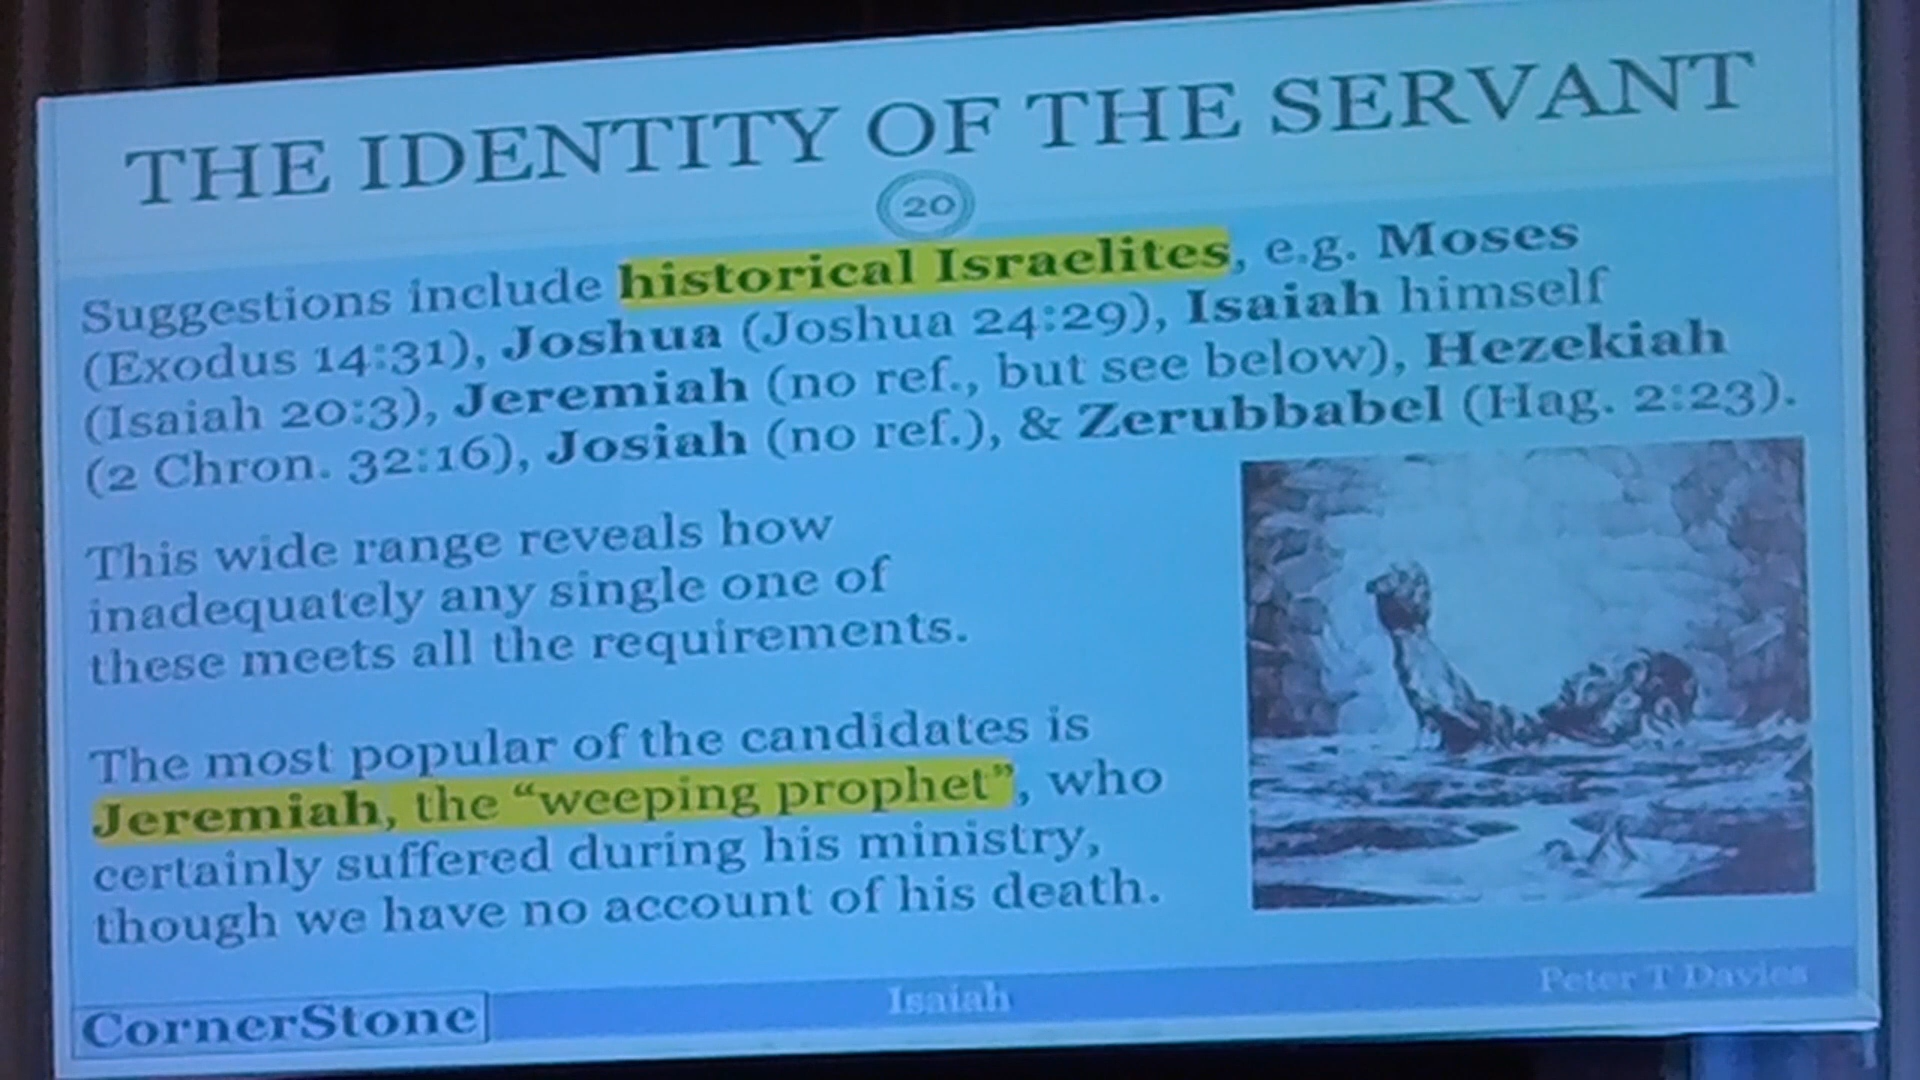 THE IDENTITY OF THE SERVANT
20
Suggestions include historical Israelites, e.g. Moses
(Exodus 14:31), Joshua (Joshua 24:29), Isaiah himself
(Isaiah 20:3), Jeremiah (no ref., but see below), Hezekiah
(2 Chron. 32:16), Josiah (no ref.), & Zerubbabel (Hag. 2:23).
This wide range reveals how
inadequately any single one of
these meets all the requirements.
The most popular of the candidates is
Jeremiah, the “weeping prophet”, who
certainly suffered during his ministry,
though we have no account of his death.
CornerStone
Isaiah
Peter T Davies